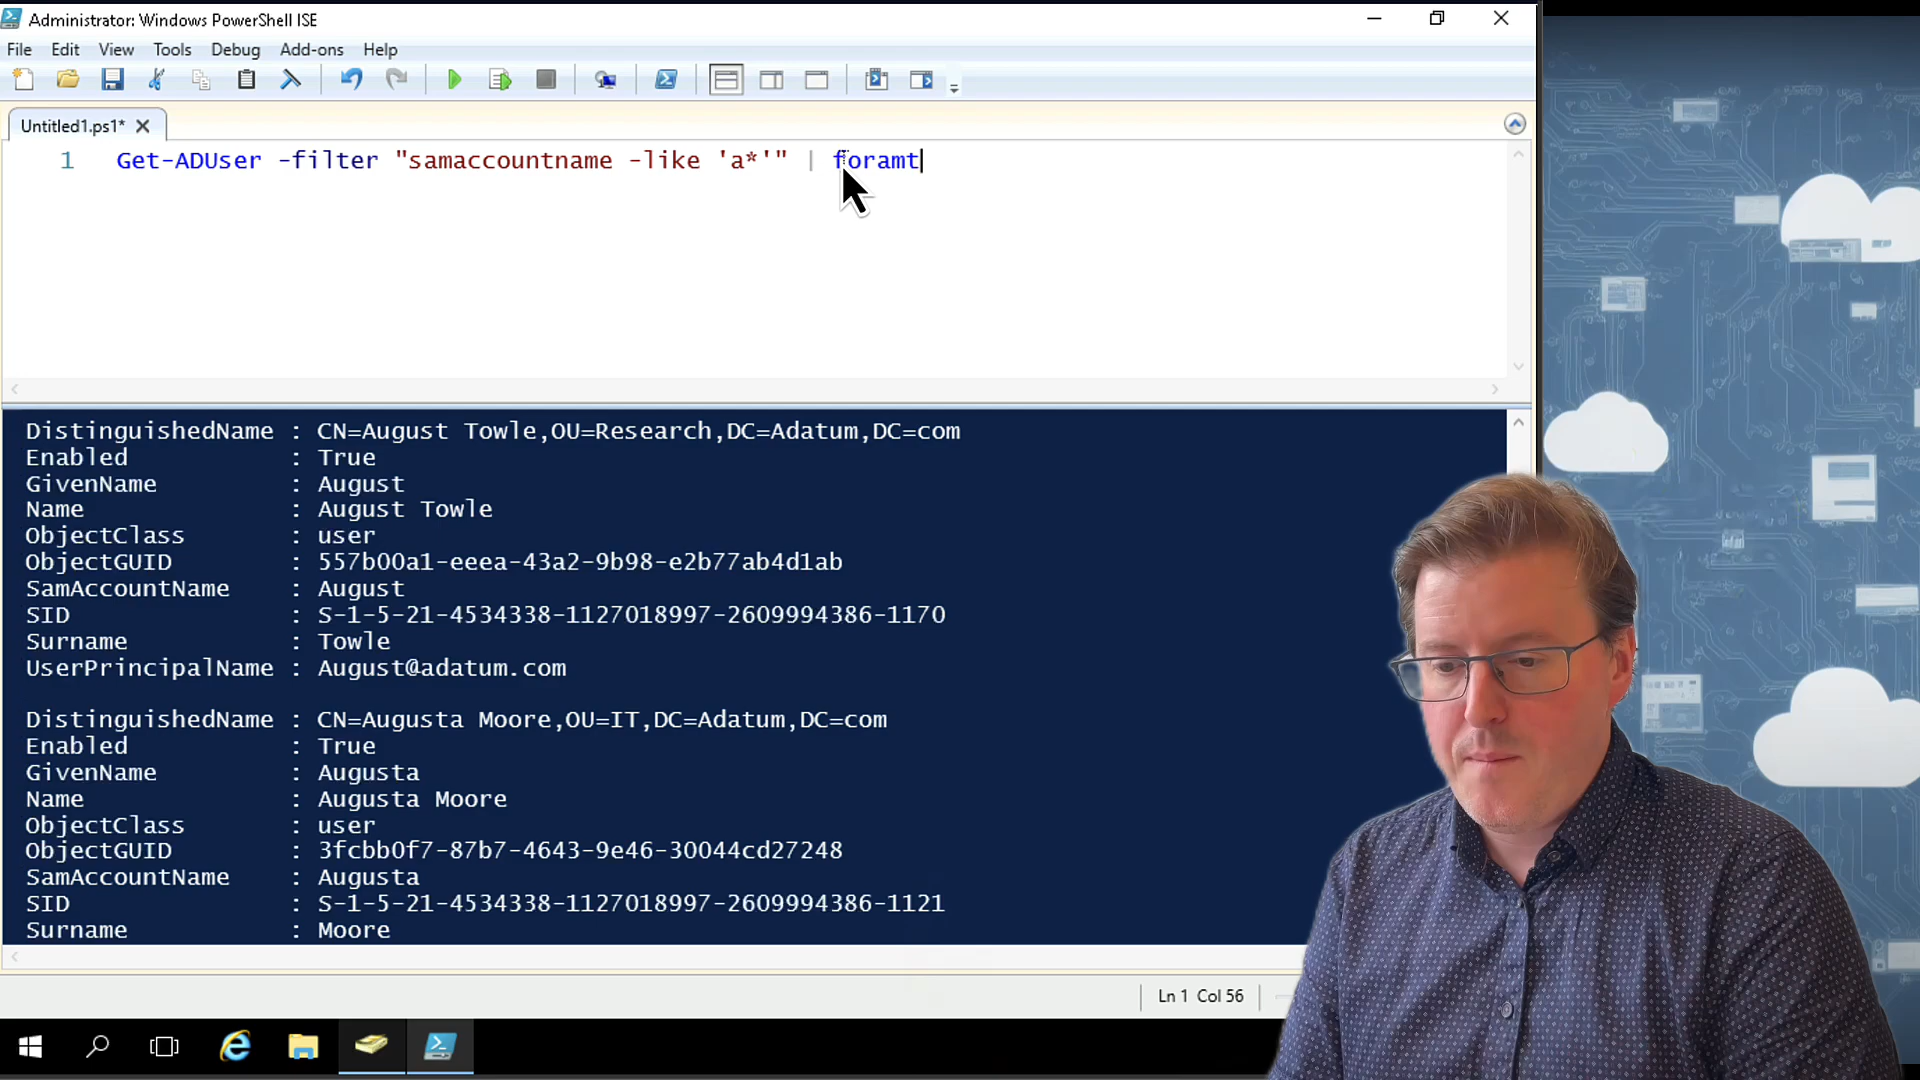 Administrator: Windows PowerShell ISE
File Edit View Tools Debug Add-ons Help
Untitled1.ps1*
1 Get-ADUser -filter "samaccountname -like 'a*'" | foramt
DistinguishedName : CN=August Towle,OU=Research,DC=Adatum,DC=com
Enabled : True
GivenName : August
Name : August Towle
ObjectClass : user
ObjectGUID : 557b00a1-eeea-43a2-9b98-e2b77ab4d1ab
SamAccountName : August
SID : S-1-5-21-4534338-1127018997-2609994386-1170
Surname : Towle
UserPrincipalName : August@adatum.com
DistinguishedName : CN=Augusta Moore,OU=IT,DC=Adatum,DC=com
Enabled : True
GivenName : Augusta
Name : Augusta Moore
ObjectClass : user
ObjectGUID : 3fcbb0f7-87b7-4643-9e46-30044cd27248
SamAccountName : Augusta
SID : S-1-5-21-4534338-1127018997-2609994386-1121
Surname : Moore
Ln 1 Col 56